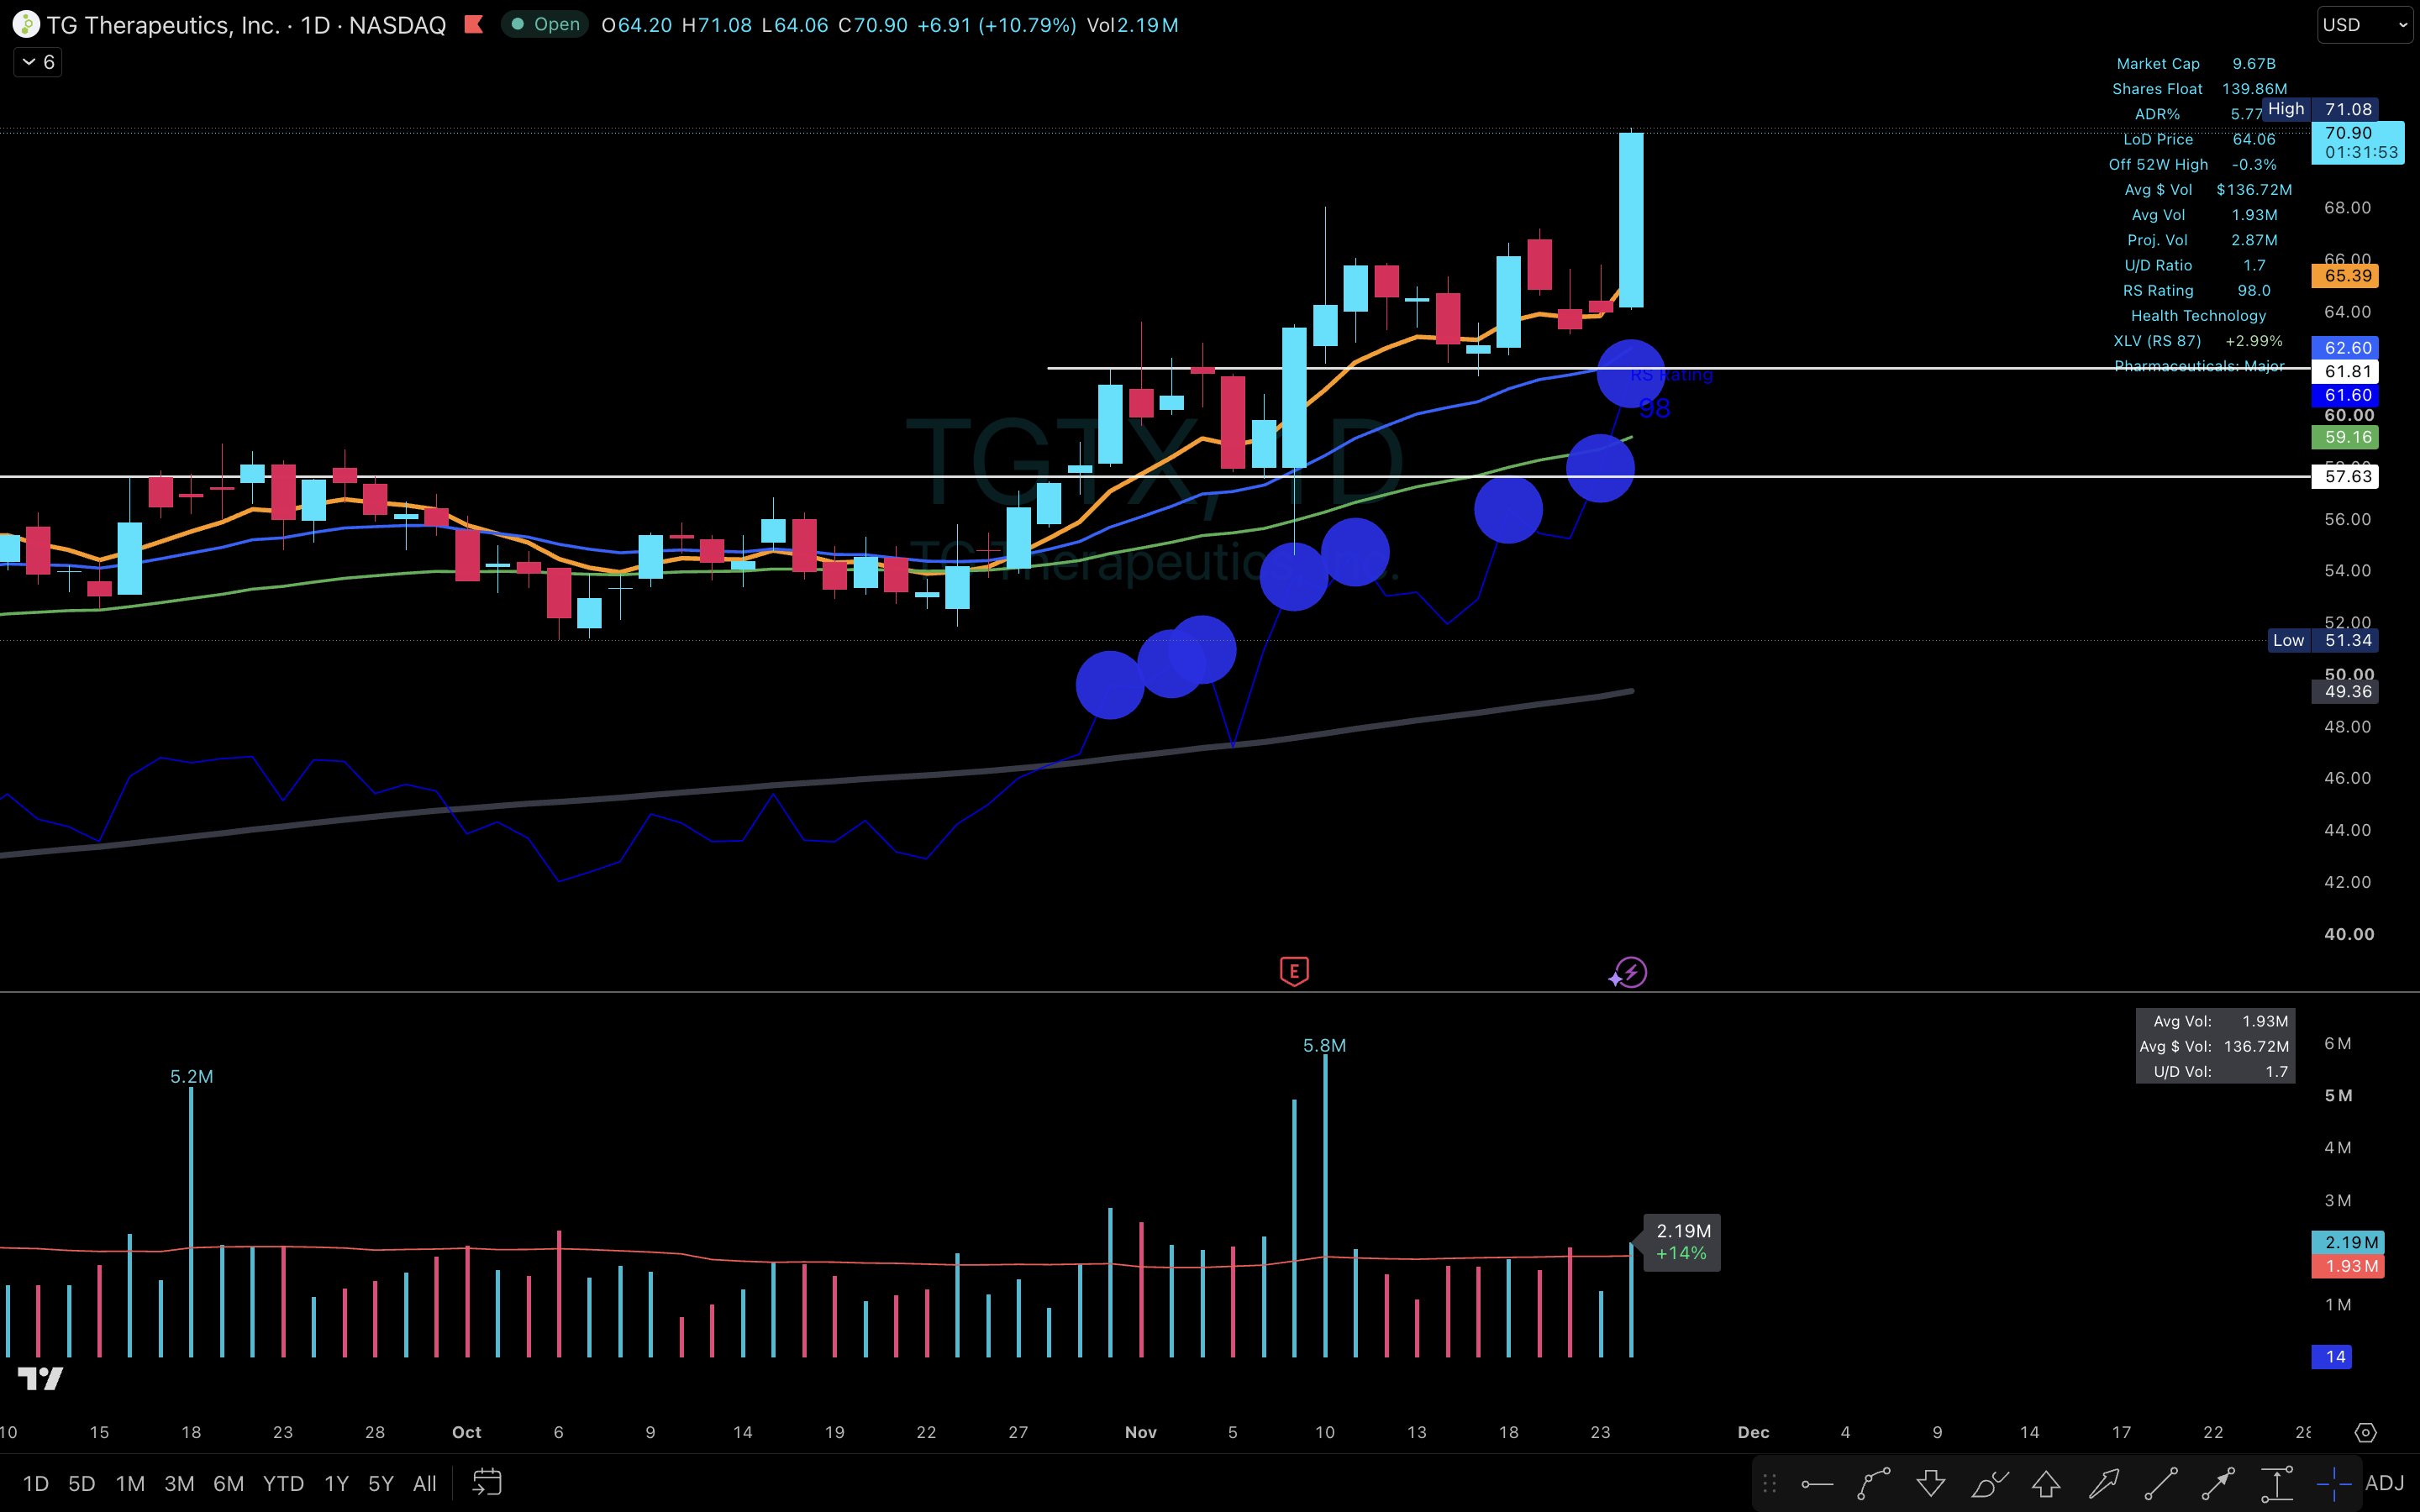 TG Therapeutics, Inc. · 1D · NASDAQ Open O64.20 H71.08 L64.06 C70.90 +6.91 (+10.79%) Vol2.19M
USD
6
Market Cap 9.67B
Shares Float 139.86M
ADR% 5.77
LoD Price 64.06
Off 52W High -0.3%
Avg $ Vol $136.72M
Avg Vol 1.93M
Proj. Vol 2.87M
U/D Ratio 1.7
RS Rating 98.0
Health Technology
XLV (RS 87) +2.99%
Pharmaceuticals: Major
High 71.08
70.90
01:31:53
68.00
66.00
65.39
64.00
62.60
61.81
61.60
60.00
59.16
57.63
56.00
54.00
52.00
Low 51.34
50.00
49.36
48.00
46.00
44.00
42.00
40.00
RS Rating
98
TGTX, 1D
TG Therapeutics, Inc.
E
Avg Vol: 1.93M
Avg $ Vol: 136.72M
U/D Vol: 1.7
5.2M
5.8M
2.19M
+14%
6M
5M
4M
3M
2.19M
1.93M
1M
14
10 15 18 23 28 Oct 6 9 14 19 22 27 Nov 5 10 13 18 23 Dec 4 9 14 17 22
1D 5D 1M 3M 6M YTD 1Y 5Y All
ADJ